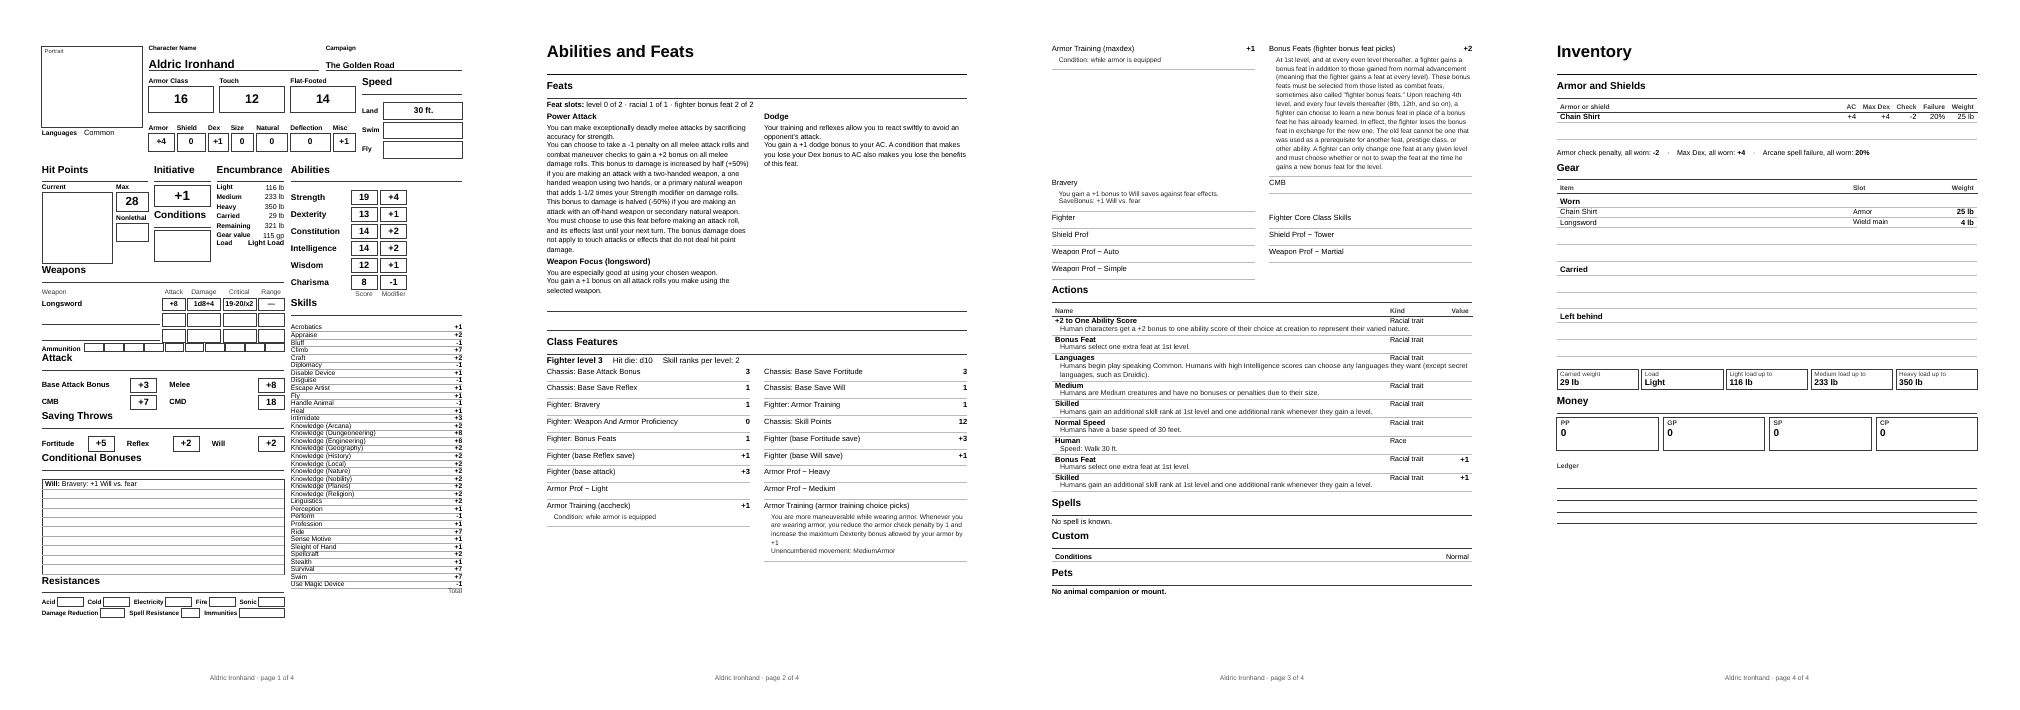 Portrait
Character Name
Campaign
Aldric Ironhand
The Golden Road
Armor Class
Touch
Flat-Footed
Speed
16
12
14
Land
30 ft.
Swim
Fly
Languages Common
Armor
Shield
Dex
Size
Natural
Deflection
Misc
+4
0
+1
0
0
0
+1
Hit Points
Current
Max
28
Nonlethal
Initiative
+1
Conditions
Encumbrance
Light 116 lb
Medium 233 lb
Heavy 350 lb
Carried 29 lb
Remaining 321 lb
Gear value 115 gp
Load Light Load
Abilities
Strength 19 +4
Dexterity 13 +1
Constitution 14 +2
Intelligence 14 +2
Wisdom 12 +1
Charisma 8 -1
Score Modifier
Weapons
Weapon Attack Damage Critical Range
Longsword +8 1d8+4 19-20/x2 —
Ammunition
Attack
Base Attack Bonus +3 Melee +8
CMB +7 CMD 18
Saving Throws
Fortitude +5 Reflex +2 Will +2
Conditional Bonuses
Will: Bravery: +1 Will vs. fear
Resistances
Acid Cold Electricity Fire Sonic
Damage Reduction Spell Resistance Immunities
Skills
Acrobatics +1
Appraise +2
Bluff -1
Climb +7
Craft +2
Diplomacy -1
Disable Device +1
Disguise -1
Escape Artist +1
Fly +1
Handle Animal -1
Heal +1
Intimidate +3
Knowledge (Arcana) +2
Knowledge (Dungeoneering) +8
Knowledge (Engineering) +8
Knowledge (Geography) +2
Knowledge (History) +2
Knowledge (Local) +2
Knowledge (Nature) +2
Knowledge (Nobility) +2
Knowledge (Planes) +2
Knowledge (Religion) +2
Linguistics +2
Perception +1
Perform -1
Profession +1
Ride +7
Sense Motive +1
Sleight of Hand +1
Spellcraft +2
Stealth +1
Survival +7
Swim +7
Use Magic Device -1
Total
Aldric Ironhand · page 1 of 4
Abilities and Feats
Feats
Feat slots: level 0 of 2 · racial 1 of 1 · fighter bonus feat 2 of 2
Power Attack
You can make exceptionally deadly melee attacks by sacrificing
accuracy for strength.
You can choose to take a -1 penalty on all melee attack rolls and
combat maneuver checks to gain a +2 bonus on all melee
damage rolls. This bonus to damage is increased by half (+50%)
if you are making an attack with a two-handed weapon, a one
handed weapon using two hands, or a primary natural weapon
that adds 1-1/2 times your Strength modifier on damage rolls.
This bonus to damage is halved (-50%) if you are making an
attack with an off-hand weapon or secondary natural weapon.
You must choose to use this feat before making an attack roll,
and its effects last until your next turn. The bonus damage does
not apply to touch attacks or effects that do not deal hit point
damage.
Weapon Focus (longsword)
You are especially good at using your chosen weapon.
You gain a +1 bonus on all attack rolls you make using the
selected weapon.
Dodge
Your training and reflexes allow you to react swiftly to avoid an
opponent's attack.
You gain a +1 dodge bonus to your AC. A condition that makes
you lose your Dex bonus to AC also makes you lose the benefits
of this feat.
Class Features
Fighter level 3 Hit die: d10 Skill ranks per level: 2
Chassis: Base Attack Bonus 3
Chassis: Base Save Fortitude 3
Chassis: Base Save Reflex 1
Chassis: Base Save Will 1
Fighter: Bravery 1
Fighter: Armor Training 1
Fighter: Weapon And Armor Proficiency 0
Chassis: Skill Points 12
Fighter: Bonus Feats 1
Fighter (base Fortitude save) +3
Fighter (base Reflex save) +1
Fighter (base Will save) +1
Fighter (base attack) +3
Armor Prof ~ Heavy
Armor Prof ~ Light
Armor Prof ~ Medium
Armor Training (accheck) +1
Condition: while armor is equipped
Armor Training (armor training choice picks)
You are more maneuverable while wearing armor. Whenever you
are wearing armor, you reduce the armor check penalty by 1 and
increase the maximum Dexterity bonus allowed by your armor by
+1
Unencumbered movement: MediumArmor
Aldric Ironhand · page 2 of 4
Armor Training (maxdex) +1
Condition: while armor is equipped
Bonus Feats (fighter bonus feat picks) +2
At 1st level, and at every even level thereafter, a fighter gains a
bonus feat in addition to those gained from normal advancement
(meaning that the fighter gains a feat at every level). These bonus
feats must be selected from those listed as combat feats,
sometimes also called "fighter bonus feats." Upon reaching 4th
level, and every four levels thereafter (8th, 12th, and so on), a
fighter can choose to learn a new bonus feat in place of a bonus
feat he has already learned. In effect, the fighter loses the bonus
feat in exchange for the new one. The old feat cannot be one that
was used as a prerequisite for another feat, prestige class, or
other ability. A fighter can only change one feat at any given level
and must choose whether or not to swap the feat at the time he
gains a new bonus feat for the level.
Bravery
You gain a +1 bonus to Will saves against fear effects.
SaveBonus: +1 Will vs. fear
CMB
Fighter
Fighter Core Class Skills
Shield Prof
Shield Prof ~ Tower
Weapon Prof ~ Auto
Weapon Prof ~ Martial
Weapon Prof ~ Simple
Actions
Name Kind Value
+2 to One Ability Score Racial trait
Human characters get a +2 bonus to one ability score of their choice at creation to represent their varied nature.
Bonus Feat Racial trait
Humans select one extra feat at 1st level.
Languages Racial trait
Humans begin play speaking Common. Humans with high Intelligence scores can choose any languages they want (except secret
languages, such as Druidic).
Medium Racial trait
Humans are Medium creatures and have no bonuses or penalties due to their size.
Skilled Racial trait
Humans gain an additional skill rank at 1st level and one additional rank whenever they gain a level.
Normal Speed Racial trait
Humans have a base speed of 30 feet.
Human Race
Speed: Walk 30 ft.
Bonus Feat Racial trait +1
Humans select one extra feat at 1st level.
Skilled Racial trait +1
Humans gain an additional skill rank at 1st level and one additional rank whenever they gain a level.
Spells
No spell is known.
Custom
Conditions Normal
Pets
No animal companion or mount.
Aldric Ironhand · page 3 of 4
Inventory
Armor and Shields
Armor or shield AC Max Dex Check Failure Weight
Chain Shirt +4 +4 -2 20% 25 lb
Armor check penalty, all worn: -2 · Max Dex, all worn: +4 · Arcane spell failure, all worn: 20%
Gear
Item Slot Weight
Worn
Chain Shirt Armor 25 lb
Longsword Wield main 4 lb
Carried
Left behind
Carried weight
29 lb
Load
Light
Light load up to
116 lb
Medium load up to
233 lb
Heavy load up to
350 lb
Money
PP
0
GP
0
SP
0
CP
0
Ledger
Aldric Ironhand · page 4 of 4